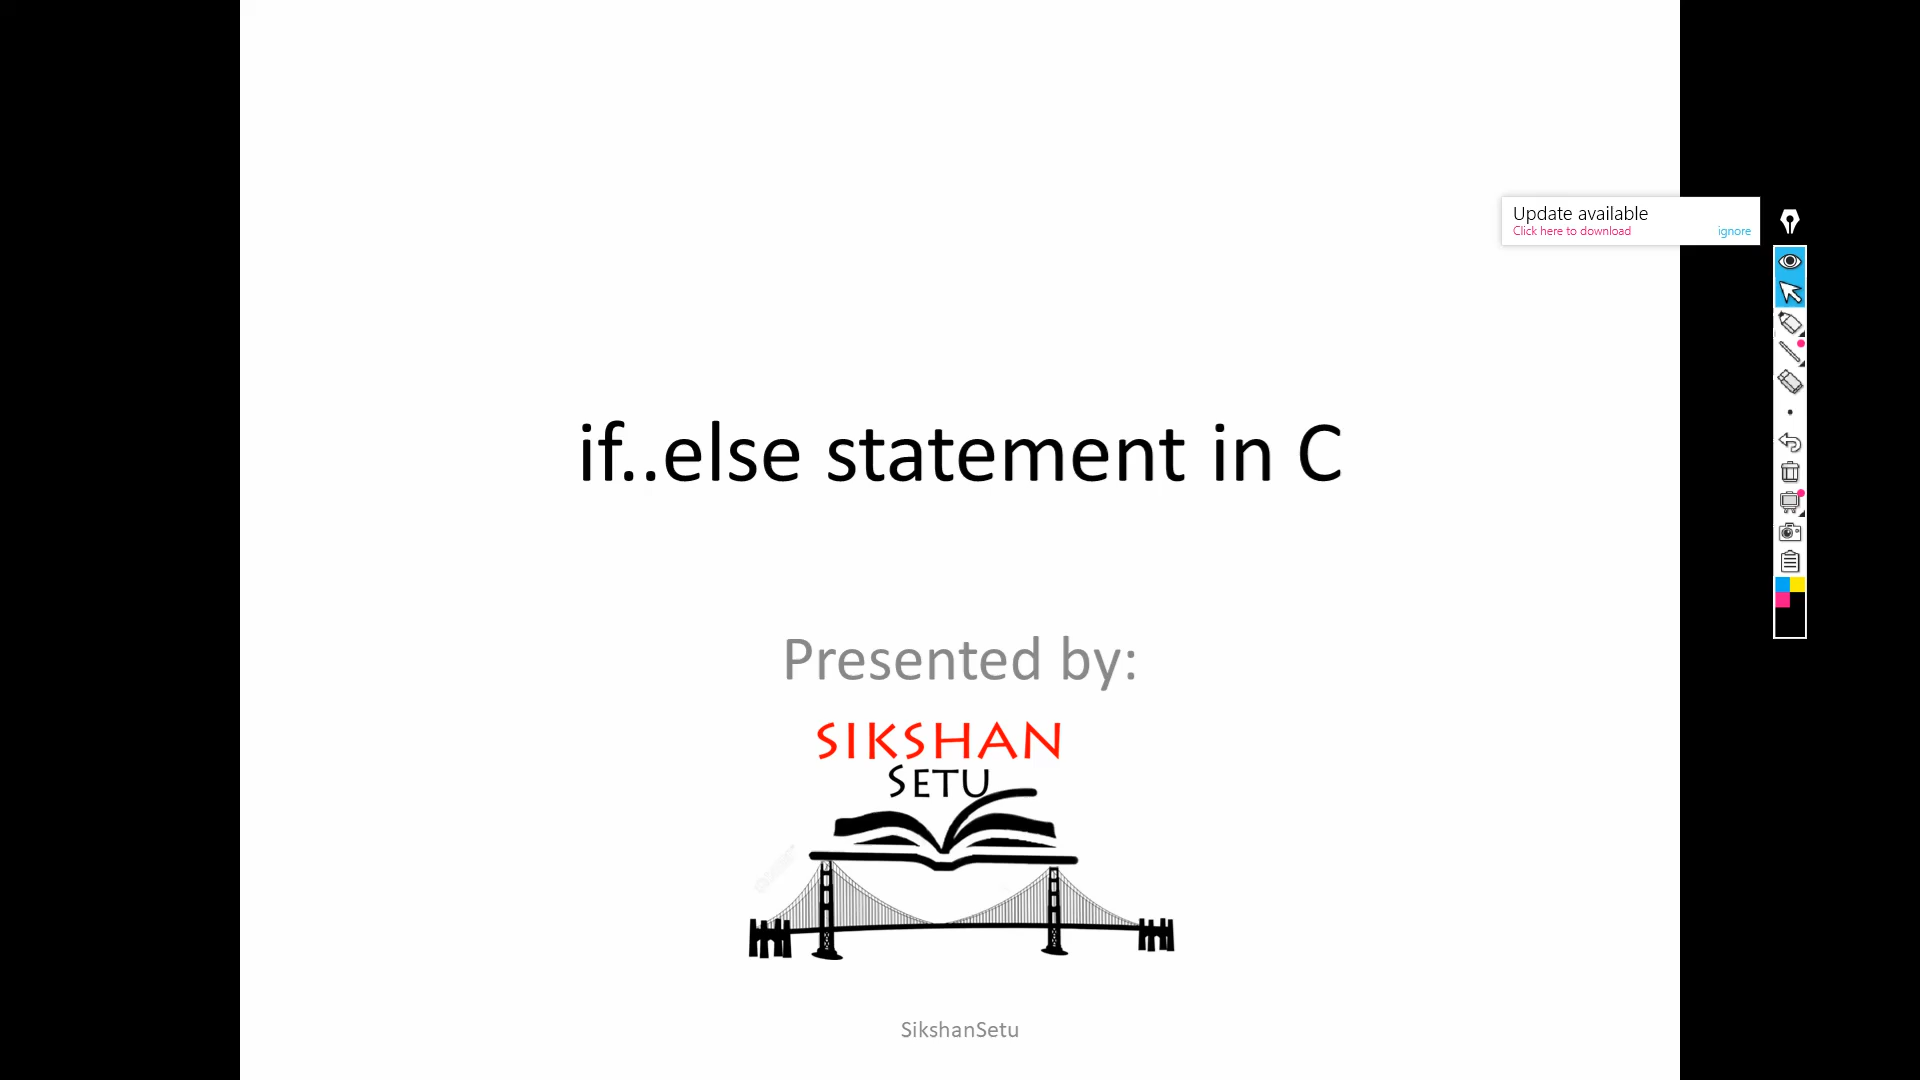 Update available
Click here to download ignore
if..else statement in C
Presented by:
SIKSHAN
SETU
SikshanSetu